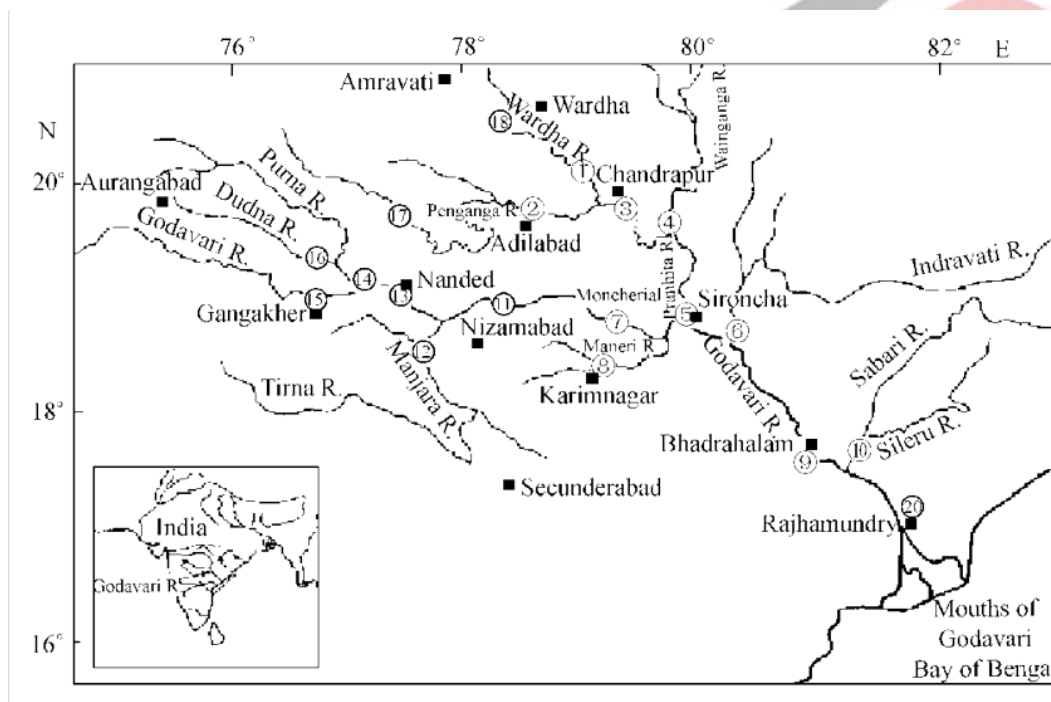 76°
78°
80°
82°
E
Amravati
Wardha
Wardha R.
Wainganga R.
N
18
20°
Aurangabad
Purna R.
1
Chandrapur
Dudna R.
Penganga R.
2
3
4
17
Adilabad
Godavari R.
16
Pranhita R.
Indravati R.
14
Nanded
15
13
11
Moncherial
Sironcha
Gangakher
Nizamabad
7
5
6
12
Maneri R.
Sabari R.
Manjara R.
8
Godavari R.
Tirna R.
Karimnagar
18°
Sileru R.
Bhadrahalam
9
10
Secunderabad
20
Rajhamundry
India
Godavari R
16°
Mouths of
Godavari
Bay of Benga